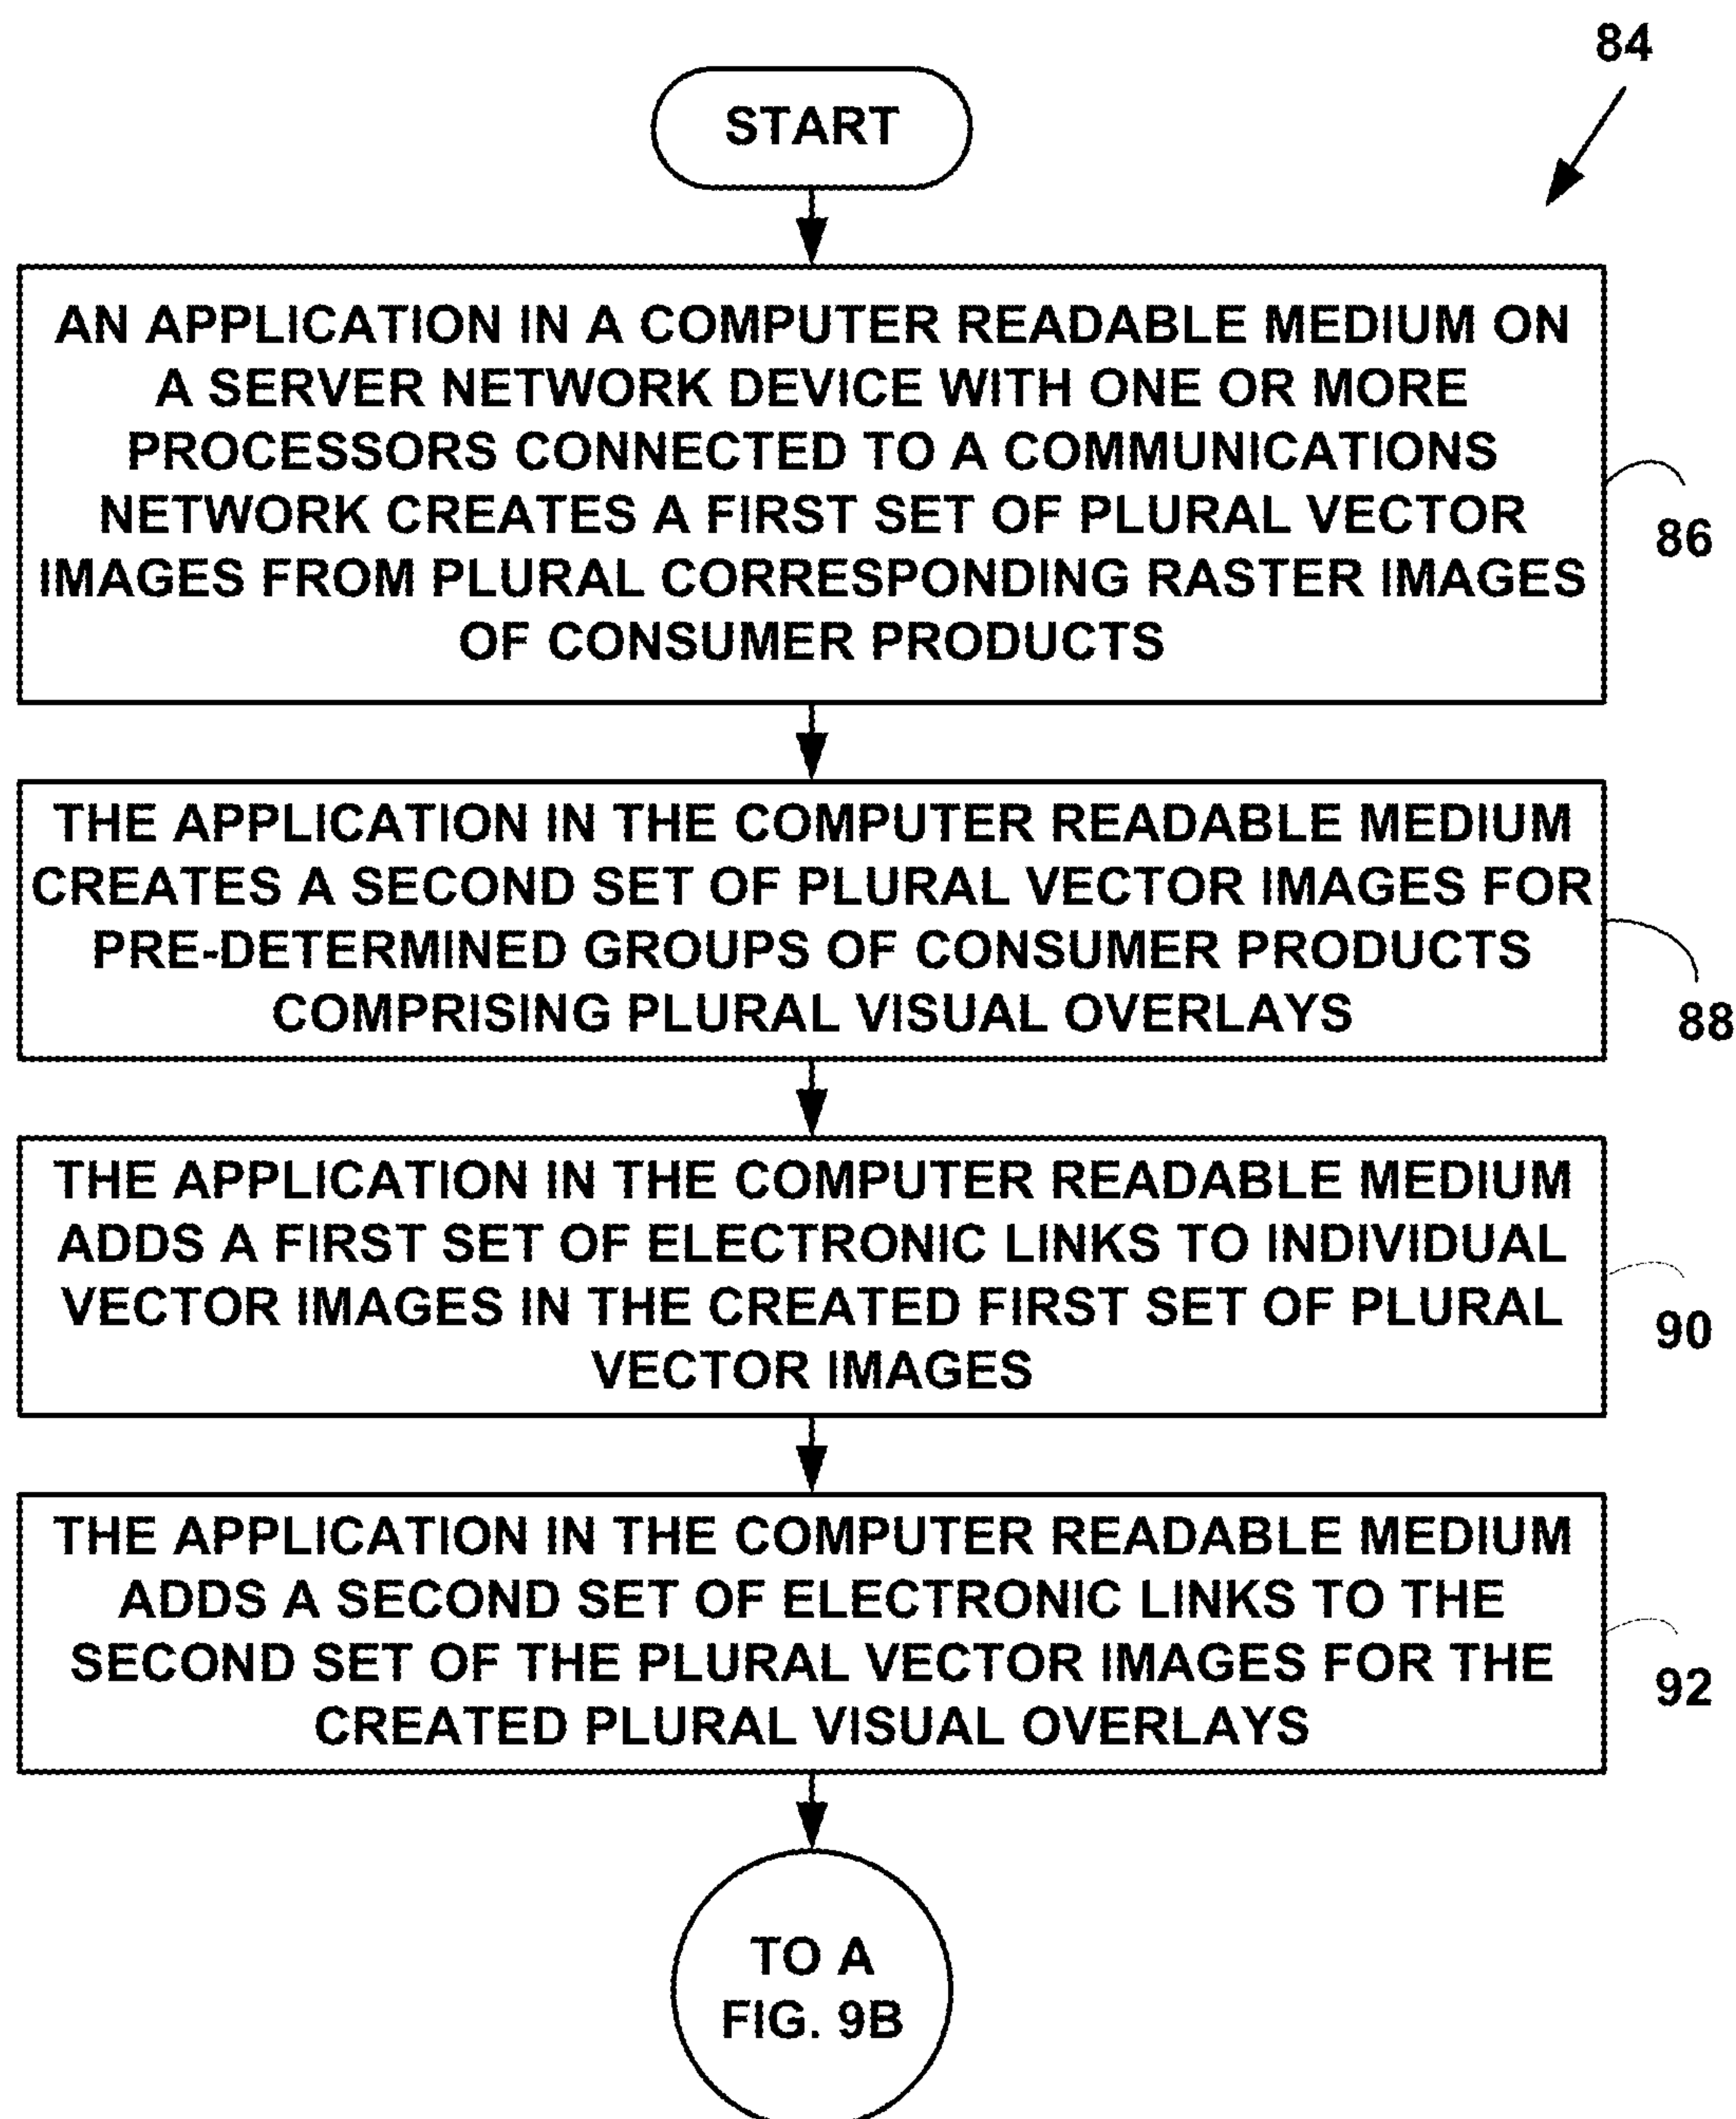 84
START
AN APPLICATION IN A COMPUTER READABLE MEDIUM ON
A SERVER NETWORK DEVICE WITH ONE OR MORE
PROCESSORS CONNECTED TO A COMMUNICATIONS
NETWORK CREATES A FIRST SET OF PLURAL VECTOR
IMAGES FROM PLURAL CORRESPONDING RASTER IMAGES
OF CONSUMER PRODUCTS
86
THE APPLICATION IN THE COMPUTER READABLE MEDIUM
CREATES A SECOND SET OF PLURAL VECTOR IMAGES FOR
PRE-DETERMINED GROUPS OF CONSUMER PRODUCTS
COMPRISING PLURAL VISUAL OVERLAYS
88
THE APPLICATION IN THE COMPUTER READABLE MEDIUM
ADDS A FIRST SET OF ELECTRONIC LINKS TO INDIVIDUAL
VECTOR IMAGES IN THE CREATED FIRST SET OF PLURAL
VECTOR IMAGES
90
THE APPLICATION IN THE COMPUTER READABLE MEDIUM
ADDS A SECOND SET OF ELECTRONIC LINKS TO THE
SECOND SET OF THE PLURAL VECTOR IMAGES FOR THE
CREATED PLURAL VISUAL OVERLAYS
92
TO A
FIG. 9B